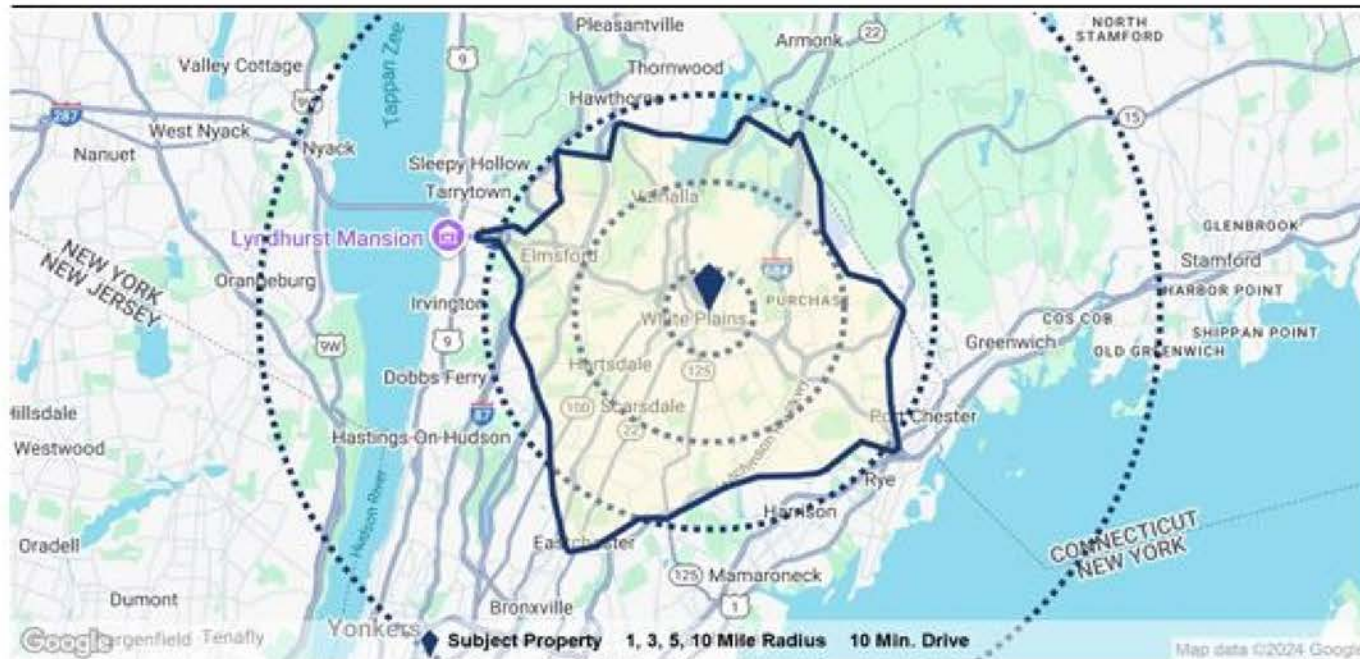 NORTH
STAMFORD
Pleasantville
22
Armonk
9
Valley Cottage
Thornwood
Tappan Zee
Hawthorne
15
287
West Nyack
Nyack
Nanuet
Sleepy Hollow
Tarrytown
Valhalla
Lyndhurst Mansion
GLENBROOK
Elmsford
NEW YORK
NEW JERSEY
Orangeburg
684
Stamford
Irvington
PURCHAS
HARBOR POINT
White Plains
COS COB
SHIPPAN POINT
9W
9
Greenwich
OLD GREENWICH
Hartsdale
125
Dobbs Ferry
100
Scarsdale
Port Chester
Hillsdale
87
22
Westwood
Hastings On Hudson
Hutchinson
Rye
Hudson River
Harrison
Oradell
Eastchester
CONNECTICUT
NEW YORK
125
Mamaroneck
Dumont
Bronxville
1
Google
ergenfield
Tenafly
Yonkers
Subject Property 1, 3, 5, 10 Mile Radius 10 Min. Drive
Map data ©2024 Google